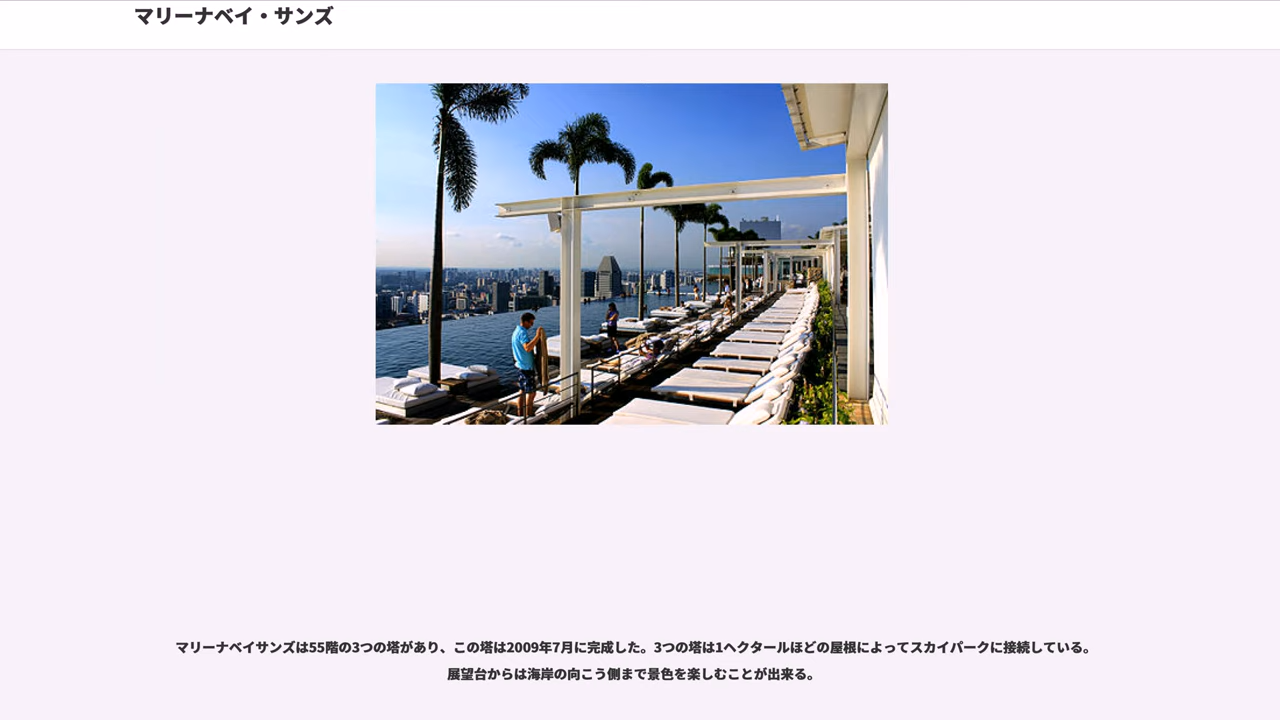 マリーナベイ・サンズ
マリーナベイサンズは55階の3つの塔があり、この塔は2009年7月に完成した。3つの塔は1ヘクタールほどの屋根によってスカイパークに接続している。
展望台からは海岸の向こう側まで景色を楽しむことが出来る。